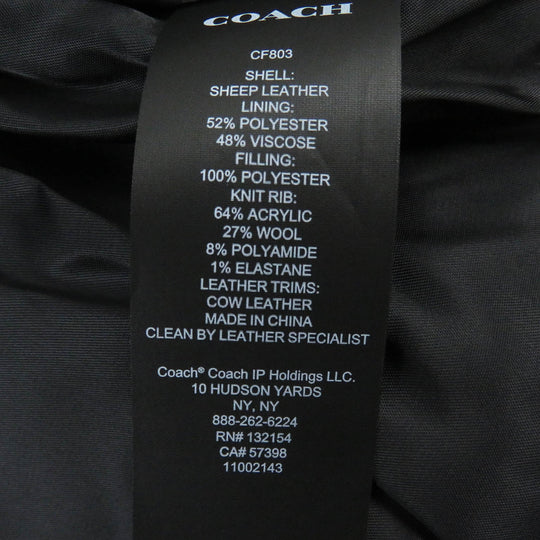 COACH
CF803
SHELL:
SHEEP LEATHER
LINING:
52% POLYESTER
48% VISCOSE
FILLING:
100% POLYESTER
KNIT RIB:
64% ACRYLIC
27% WOOL
8% POLYAMIDE
1% ELASTANE
LEATHER TRIMS:
COW LEATHER
MADE IN CHINA
CLEAN BY LEATHER SPECIALIST
Coach® Coach IP Holdings LLC.
10 HUDSON YARDS
NY, NY
888-262-6224
RN# 132154
CA# 57398
11002143